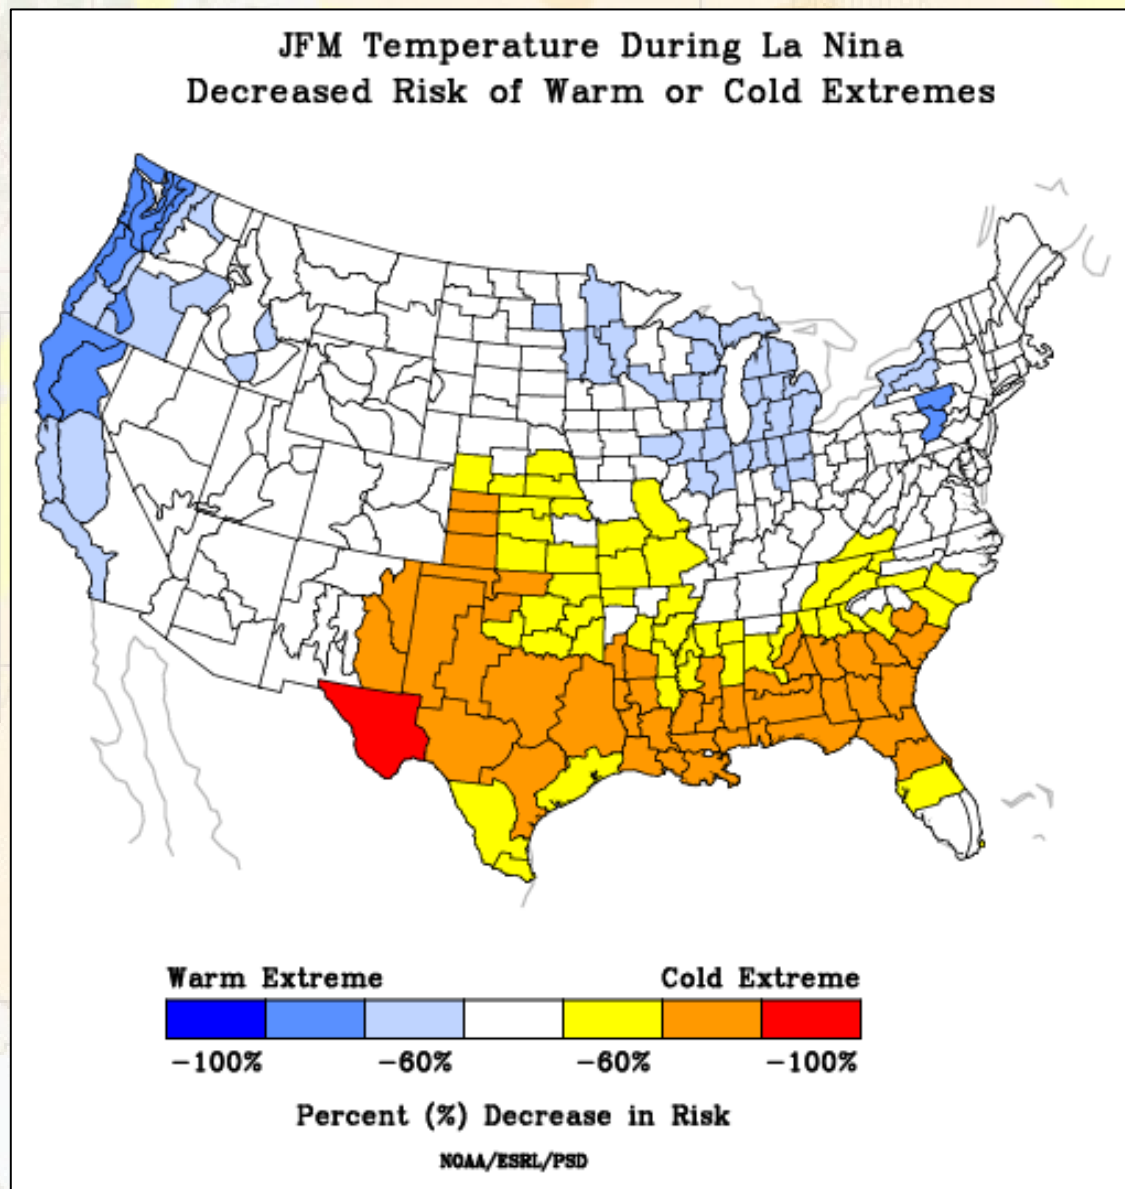 JFM Temperature During La Nina
Decreased Risk of Warm or Cold Extremes
Warm Extreme Cold Extreme
-100% -60% -60% -100%
Percent (%) Decrease in Risk
NOAA/ESRL/PSD